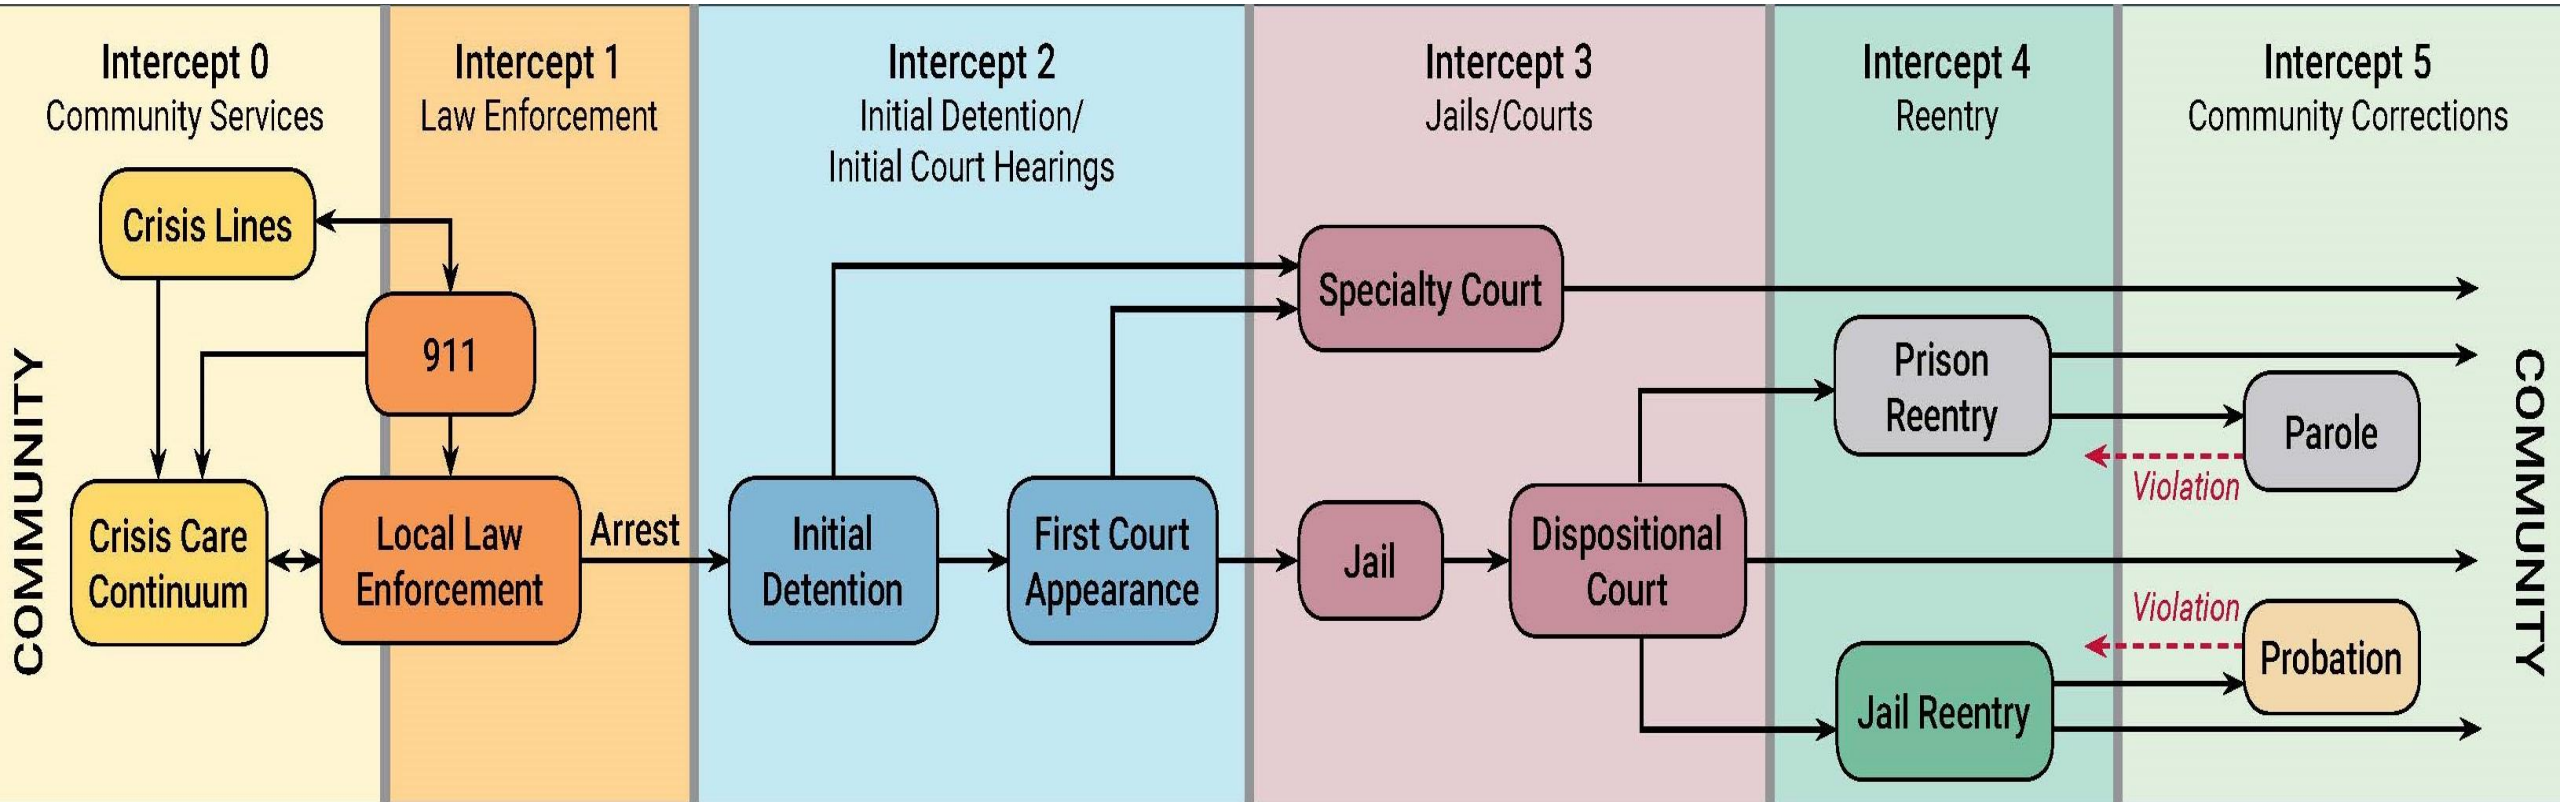 Intercept 0
Community Services
Intercept 1
Law Enforcement
Intercept 2
Initial Detention/
Initial Court Hearings
Intercept 3
Jails/Courts
Intercept 4
Reentry
Intercept 5
Community Corrections
COMMUNITY
Crisis Lines
911
Crisis Care
Continuum
Local Law
Enforcement
Arrest
Initial
Detention
First Court
Appearance
Specialty Court
Jail
Dispositional
Court
Prison
Reentry
Jail Reentry
Parole
Violation
Violation
Probation
COMMUNITY